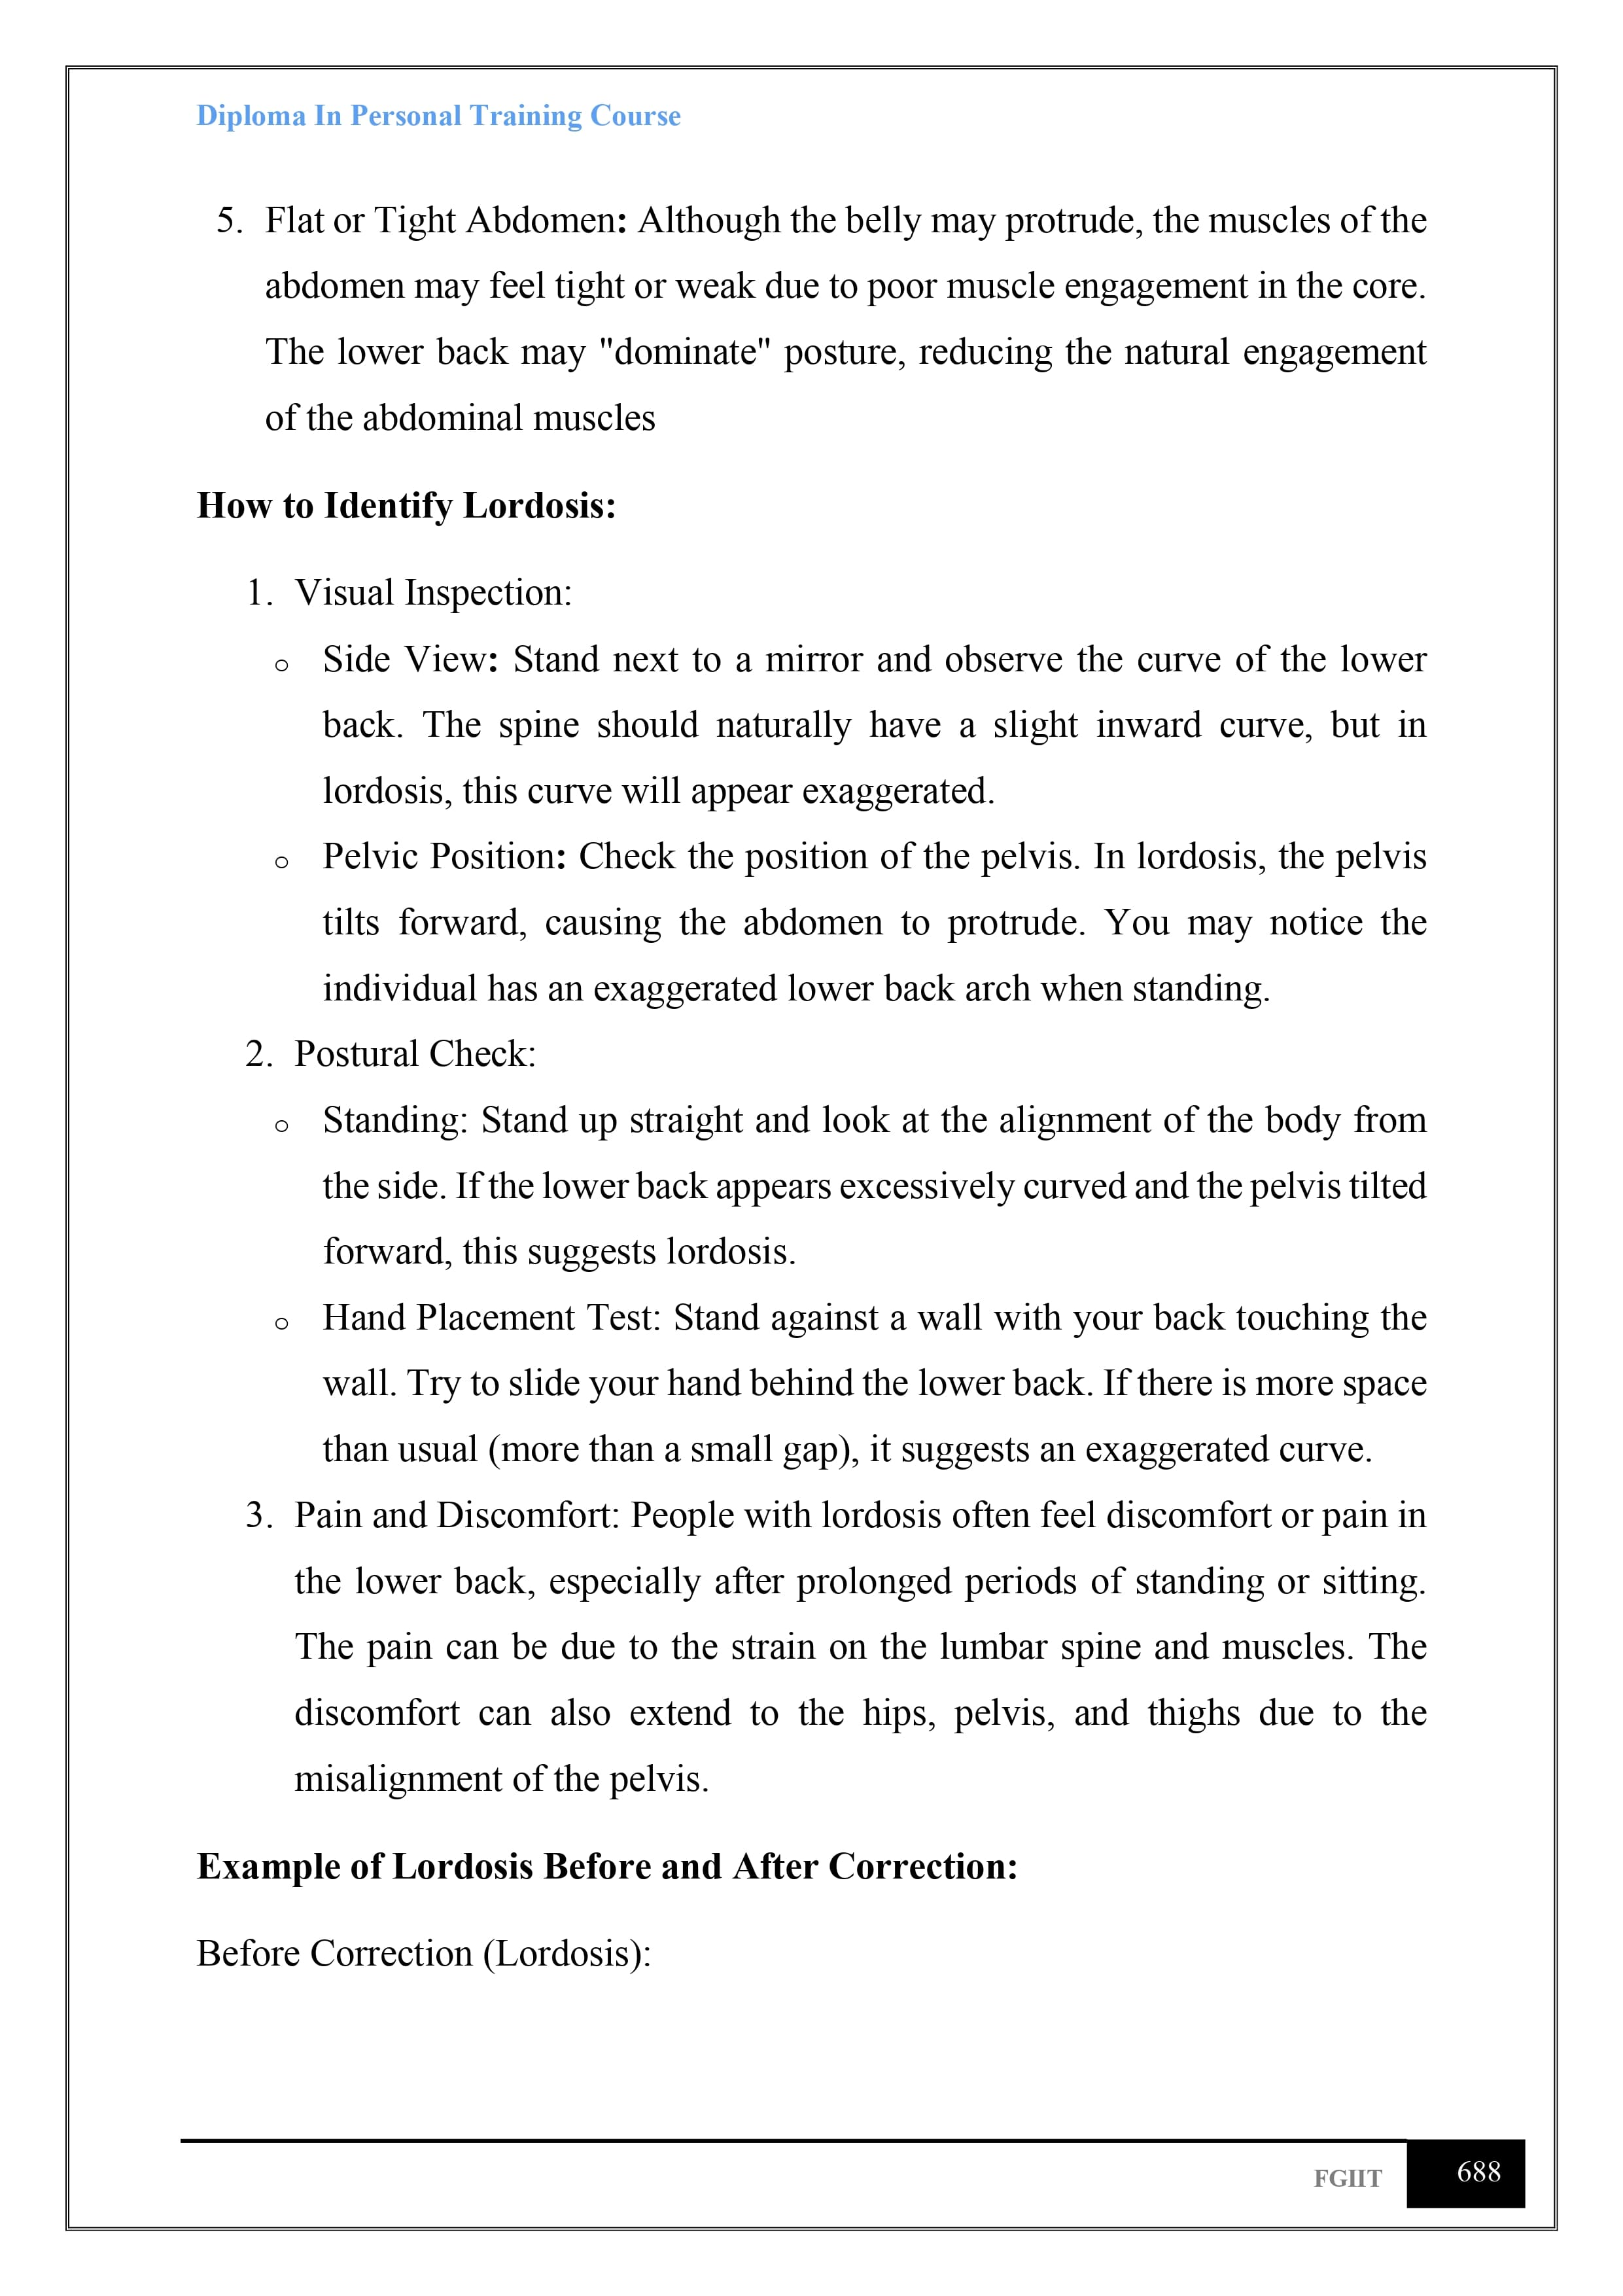 Diploma In Personal Training Course
5. Flat or Tight Abdomen: Although the belly may protrude, the muscles of the
abdomen may feel tight or weak due to poor muscle engagement in the core.
The lower back may "dominate" posture, reducing the natural engagement
of the abdominal muscles
How to Identify Lordosis:
1. Visual Inspection:
o Side View: Stand next to a mirror and observe the curve of the lower
back. The spine should naturally have a slight inward curve, but in
lordosis, this curve will appear exaggerated.
o Pelvic Position: Check the position of the pelvis. In lordosis, the pelvis
tilts forward, causing the abdomen to protrude. You may notice the
individual has an exaggerated lower back arch when standing.
2. Postural Check:
o Standing: Stand up straight and look at the alignment of the body from
the side. If the lower back appears excessively curved and the pelvis tilted
forward, this suggests lordosis.
o Hand Placement Test: Stand against a wall with your back touching the
wall. Try to slide your hand behind the lower back. If there is more space
than usual (more than a small gap), it suggests an exaggerated curve.
3. Pain and Discomfort: People with lordosis often feel discomfort or pain in
the lower back, especially after prolonged periods of standing or sitting.
The pain can be due to the strain on the lumbar spine and muscles. The
discomfort can also extend to the hips, pelvis, and thighs due to the
misalignment of the pelvis.
Example of Lordosis Before and After Correction:
Before Correction (Lordosis):
FGIIT 688